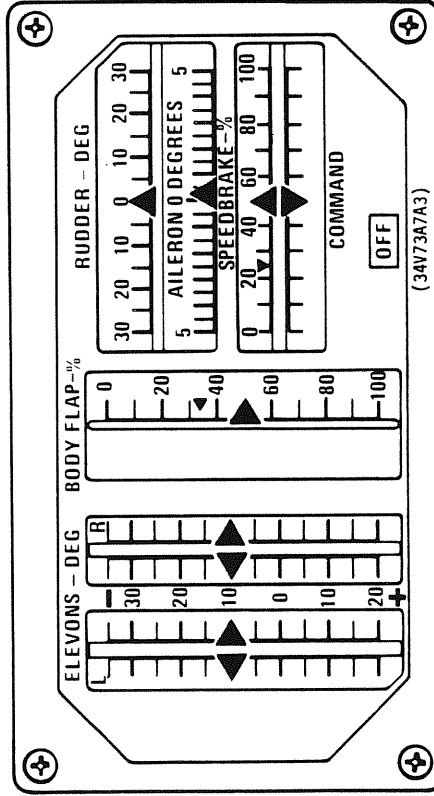 ELEVONS – DEG
L
R
−
30
20
10
0
10
20
+
BODY FLAP–%
0
20
40
60
80
100
RUDDER – DEG
30 20 10 0 10 20 30
AILERON 0 DEGREES
5 5
SPEEDBRAKE–%
0 20 40 60 80 100
COMMAND
OFF
(34V73A7A3)